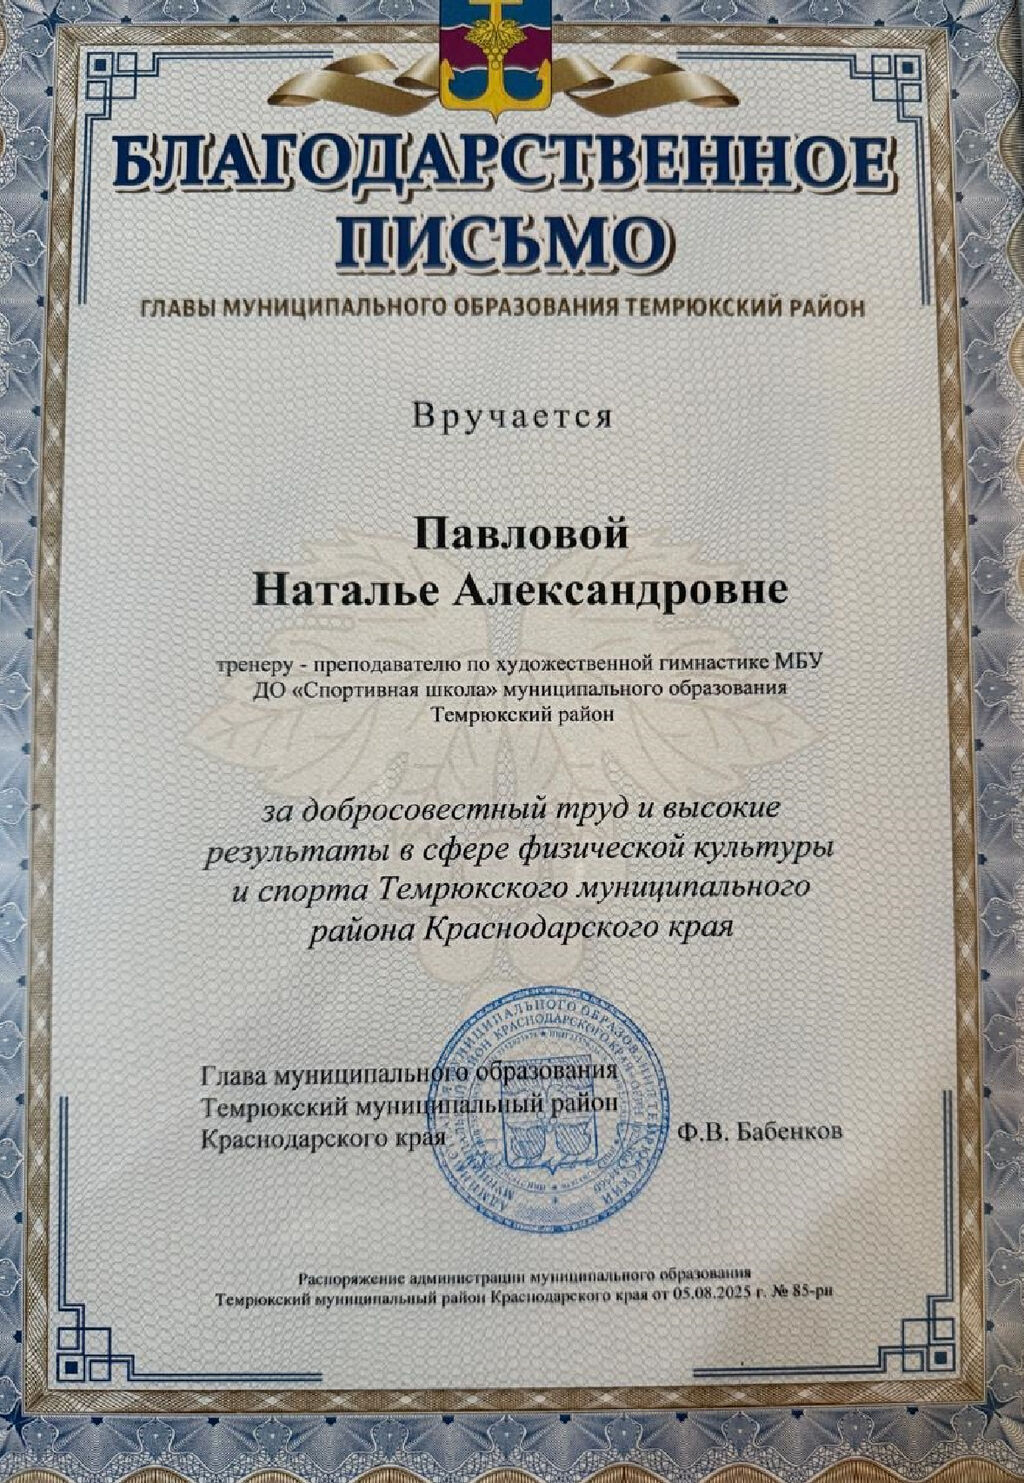 БЛАГОДАРСТВЕННОЕ
ПИСЬМО
ГЛАВЫ МУНИЦИПАЛЬНОГО ОБРАЗОВАНИЯ ТЕМРЮКСКИЙ РАЙОН
Вручается
Павловой
Наталье Александровне
тренеру - преподавателю по художественной гимнастике МБУ
ДО «Спортивная школа» муниципального образования
Темрюкский район
за добросовестный труд и высокие
результаты в сфере физической культуры
и спорта Темрюкского муниципального
района Краснодарского края
Глава муниципального образования
Темрюкский муниципальный район
Краснодарского края
Ф.В. Бабенков
Распоряжение администрации муниципального образования
Темрюкский муниципальный район Краснодарского края от 05.08.2025 г. № 85-рн